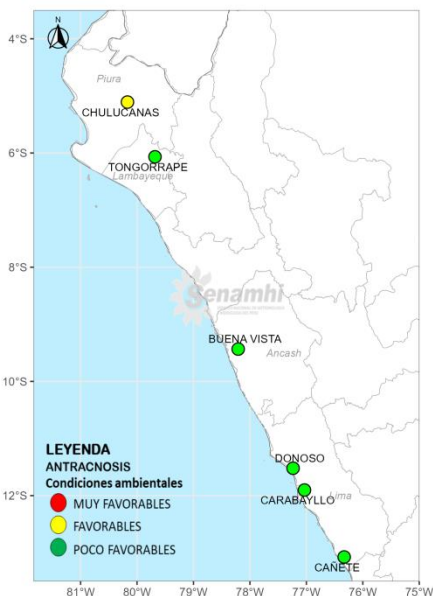 N
4°S
Piura
CHULUCANAS
6°S
TONGORRAPE
Lambayeque
8°S
Senamhi
BUENA VISTA
Ancash
10°S
LEYENDA
ANTRACNOSIS
Condiciones ambientales
MUY FAVORABLES
FAVORABLES
POCO FAVORABLES
DONOSO
12°S
CARABAYLLO
Lima
CAÑETE
81°W 80°W 79°W 78°W 77°W 76°W 75°W